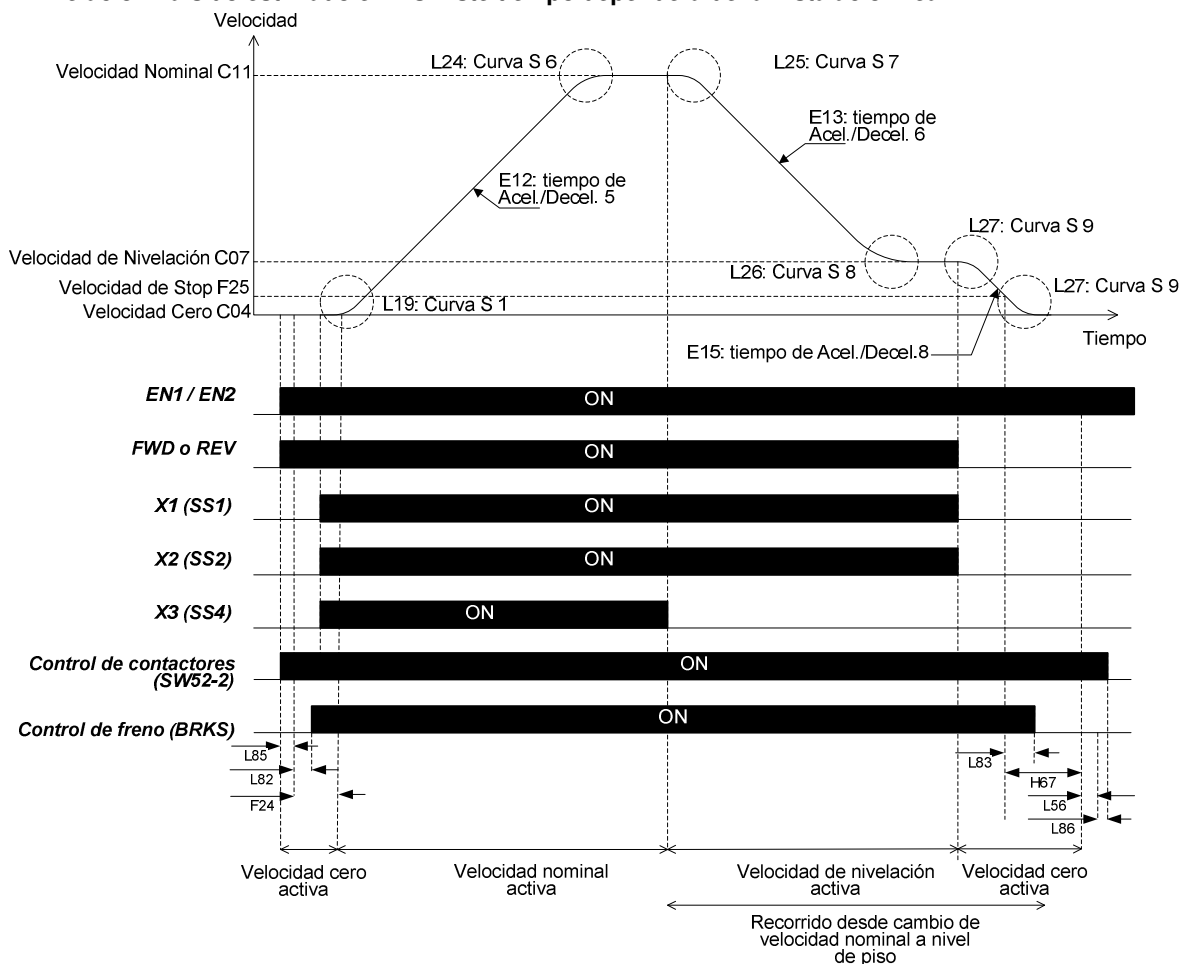 Velocidad
Velocidad Nominal C11
L24: Curva S 6
L25: Curva S 7
E13: tiempo de
Acel./Decel. 6
E12: tiempo de
Acel./Decel. 5
L27: Curva S 9
Velocidad de Nivelación C07
L26: Curva S 8
Velocidad de Stop F25
L27: Curva S 9
Velocidad Cero C04
L19: Curva S 1
Tiempo
E15: tiempo de Acel./Decel.8
EN1 / EN2
ON
FWD o REV
ON
X1 (SS1)
ON
X2 (SS2)
ON
X3 (SS4)
ON
Control de contactores
(SW52-2)
ON
Control de freno (BRKS)
ON
L85
L83
L82
H67
F24
L56
L86
Velocidad cero
activa
Velocidad nominal
activa
Velocidad de nivelación
activa
Velocidad cero
activa
Recorrido desde cambio de
velocidad nominal a nivel
de piso